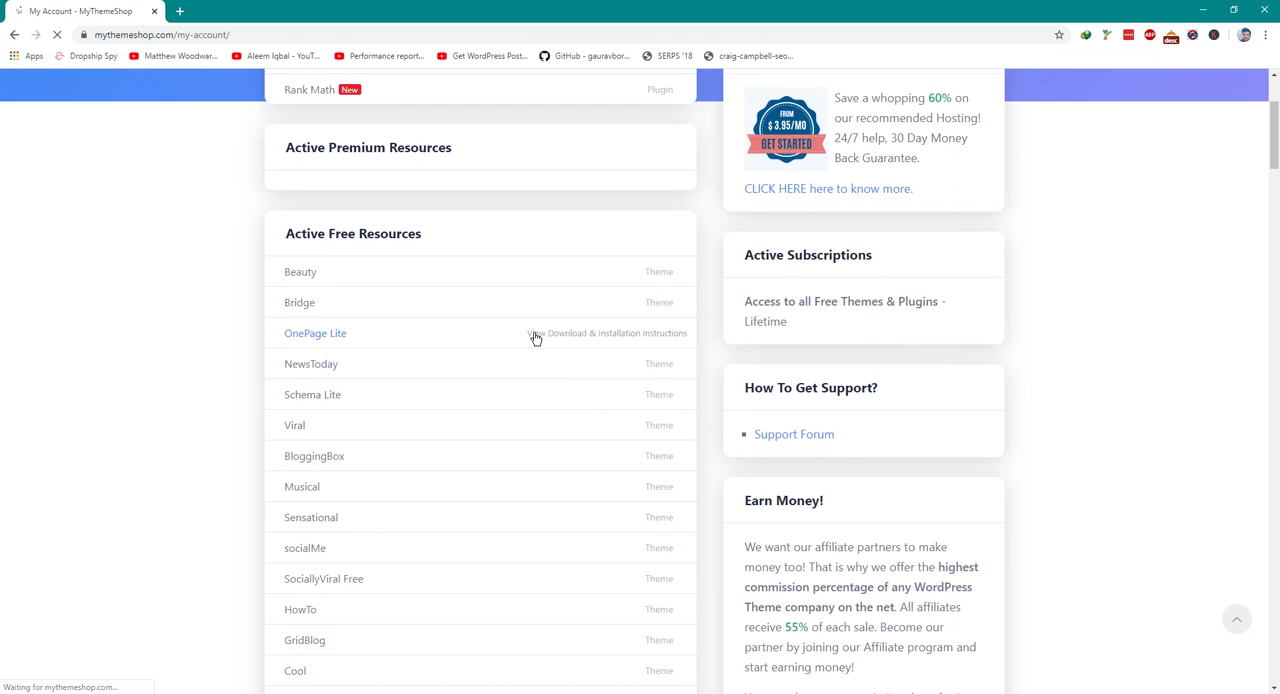 My Account - MyThemeShop
mythemeshop.com/my-account/
Apps
Dropship Spy
Matthew Woodwar...
Aleem Iqbal - YouT...
Performance report...
Get WordPress Post...
GitHub - gauravbor...
SERPS '18
craig-campbell-seo...
Rank Math New Plugin
Active Premium Resources
Active Free Resources
Beauty Theme
Bridge Theme
OnePage Lite View Download & Installation Instructions
NewsToday Theme
Schema Lite Theme
Viral Theme
BloggingBox Theme
Musical Theme
Sensational Theme
socialMe Theme
SociallyViral Free Theme
HowTo Theme
GridBlog Theme
Cool Theme
FROM
$ 3.95/MO
GET STARTED
Save a whopping 60% on
our recommended Hosting!
24/7 help, 30 Day Money
Back Guarantee.
CLICK HERE here to know more.
Active Subscriptions
Access to all Free Themes & Plugins -
Lifetime
How To Get Support?
Support Forum
Earn Money!
We want our affiliate partners to make
money too! That is why we offer the highest
commission percentage of any WordPress
Theme company on the net. All affiliates
receive 55% of each sale. Become our
partner by joining our Affiliate program and
start earning money!
Waiting for mythemeshop.com...